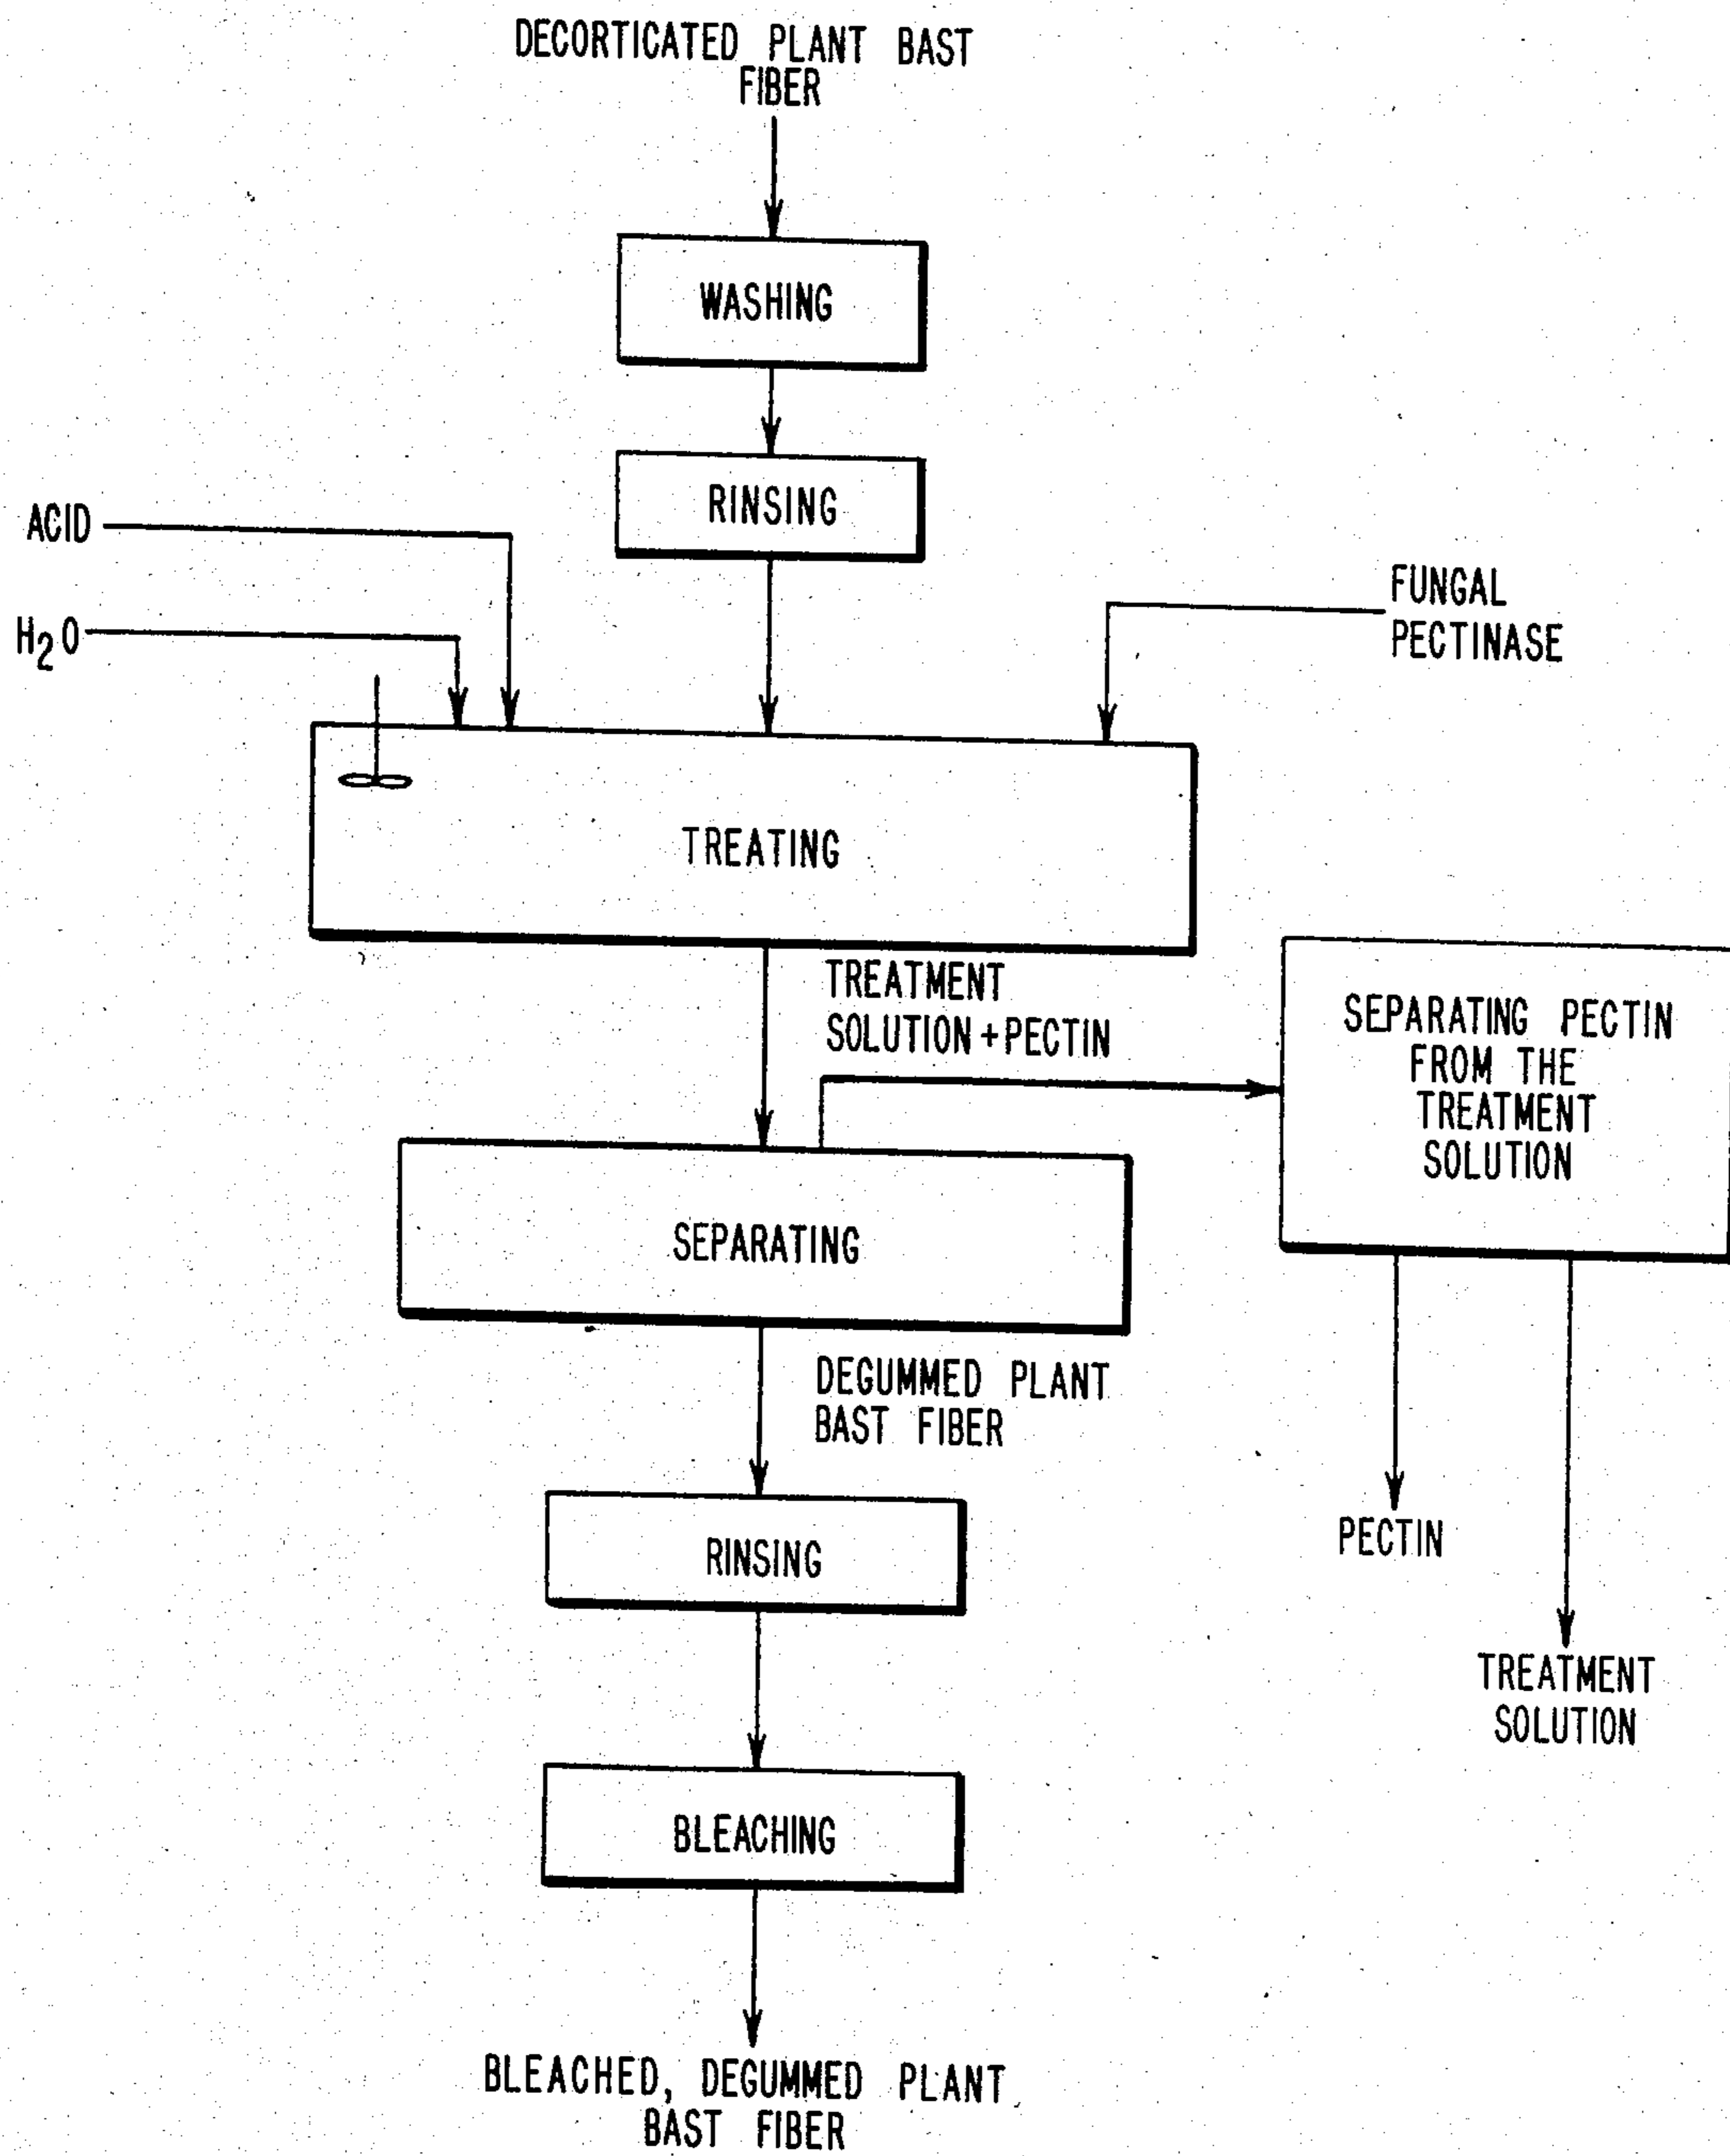 DECORTICATED PLANT BAST
FIBER
WASHING
RINSING
ACID
H2O
FUNGAL
PECTINASE
TREATING
TREATMENT
SOLUTION + PECTIN
SEPARATING PECTIN
FROM THE
TREATMENT
SOLUTION
SEPARATING
DEGUMMED PLANT
BAST FIBER
RINSING
PECTIN
TREATMENT
SOLUTION
BLEACHING
BLEACHED, DEGUMMED PLANT
BAST FIBER